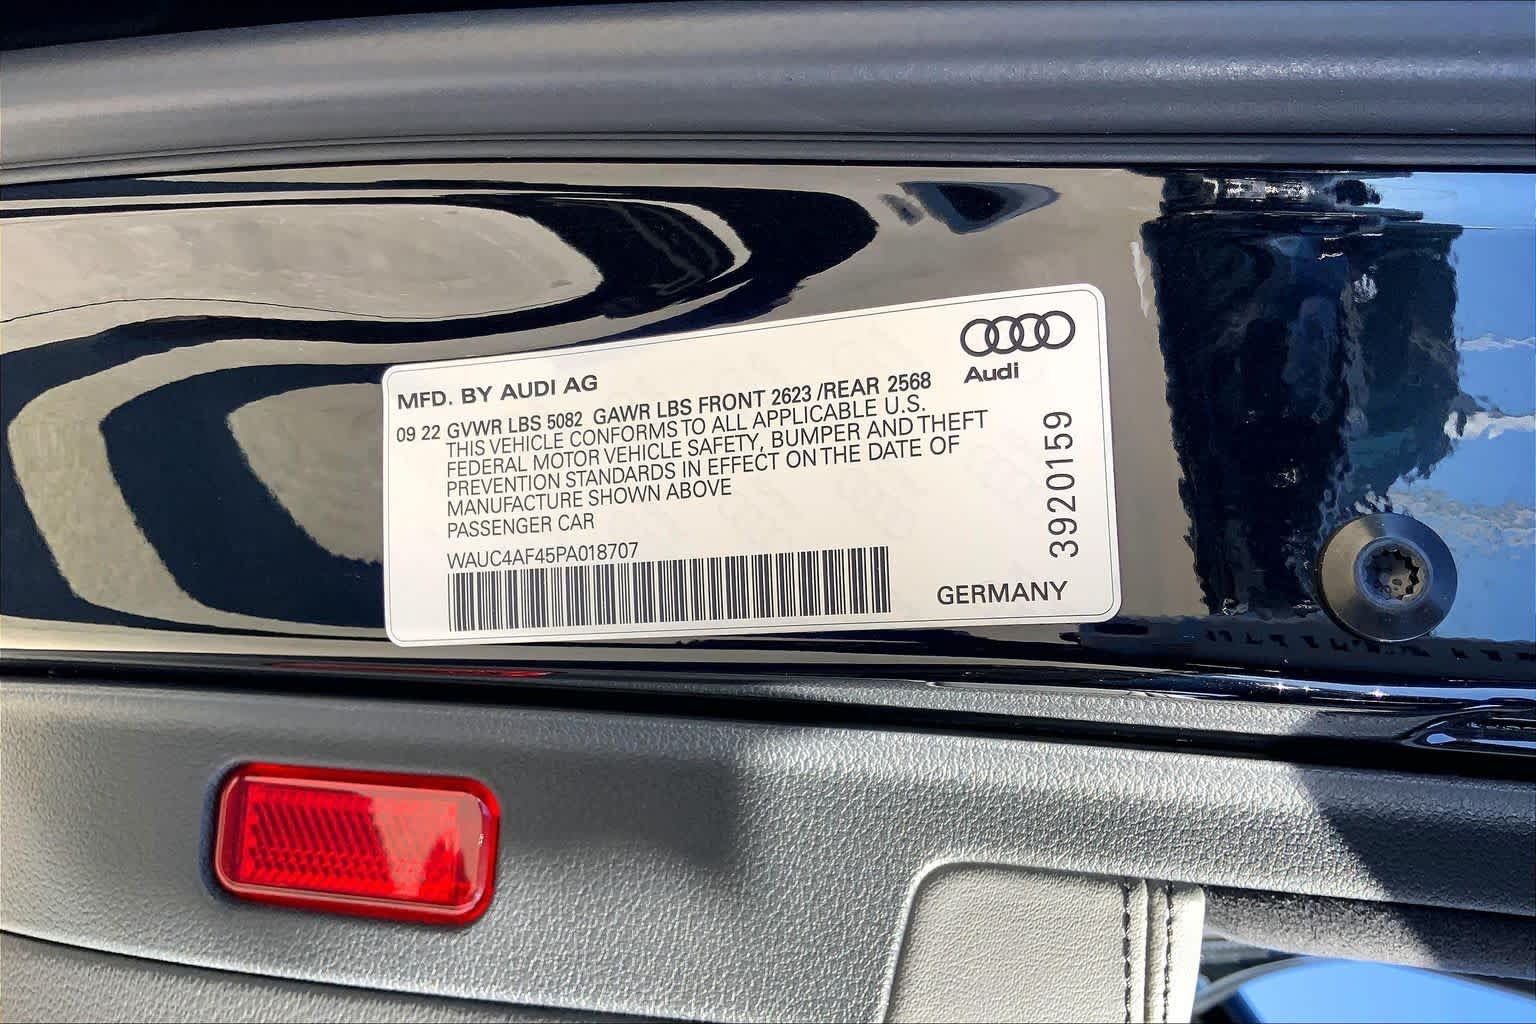 MFD. BY AUDI AG
Audi
09 22 GVWR LBS 5082 GAWR LBS FRONT 2623 /REAR 2568
THIS VEHICLE CONFORMS TO ALL APPLICABLE U.S.
FEDERAL MOTOR VEHICLE SAFETY, BUMPER AND THEFT
PREVENTION STANDARDS IN EFFECT ON THE DATE OF
MANUFACTURE SHOWN ABOVE
PASSENGER CAR
WAUC4AF45PA018707
GERMANY
3920159